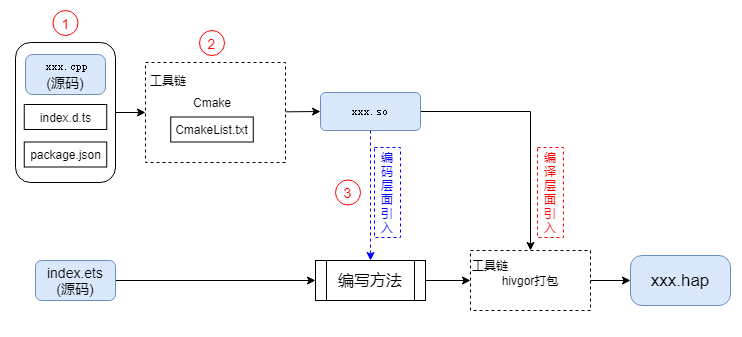 1
2
xxx.cpp
(源码)
index.d.ts
package.json
工具链
Cmake
CmakeList.txt
xxx.so
3
编码层面引入
编译层面引入
index.ets
(源码)
编写方法
工具链
hivgor打包
xxx.hap